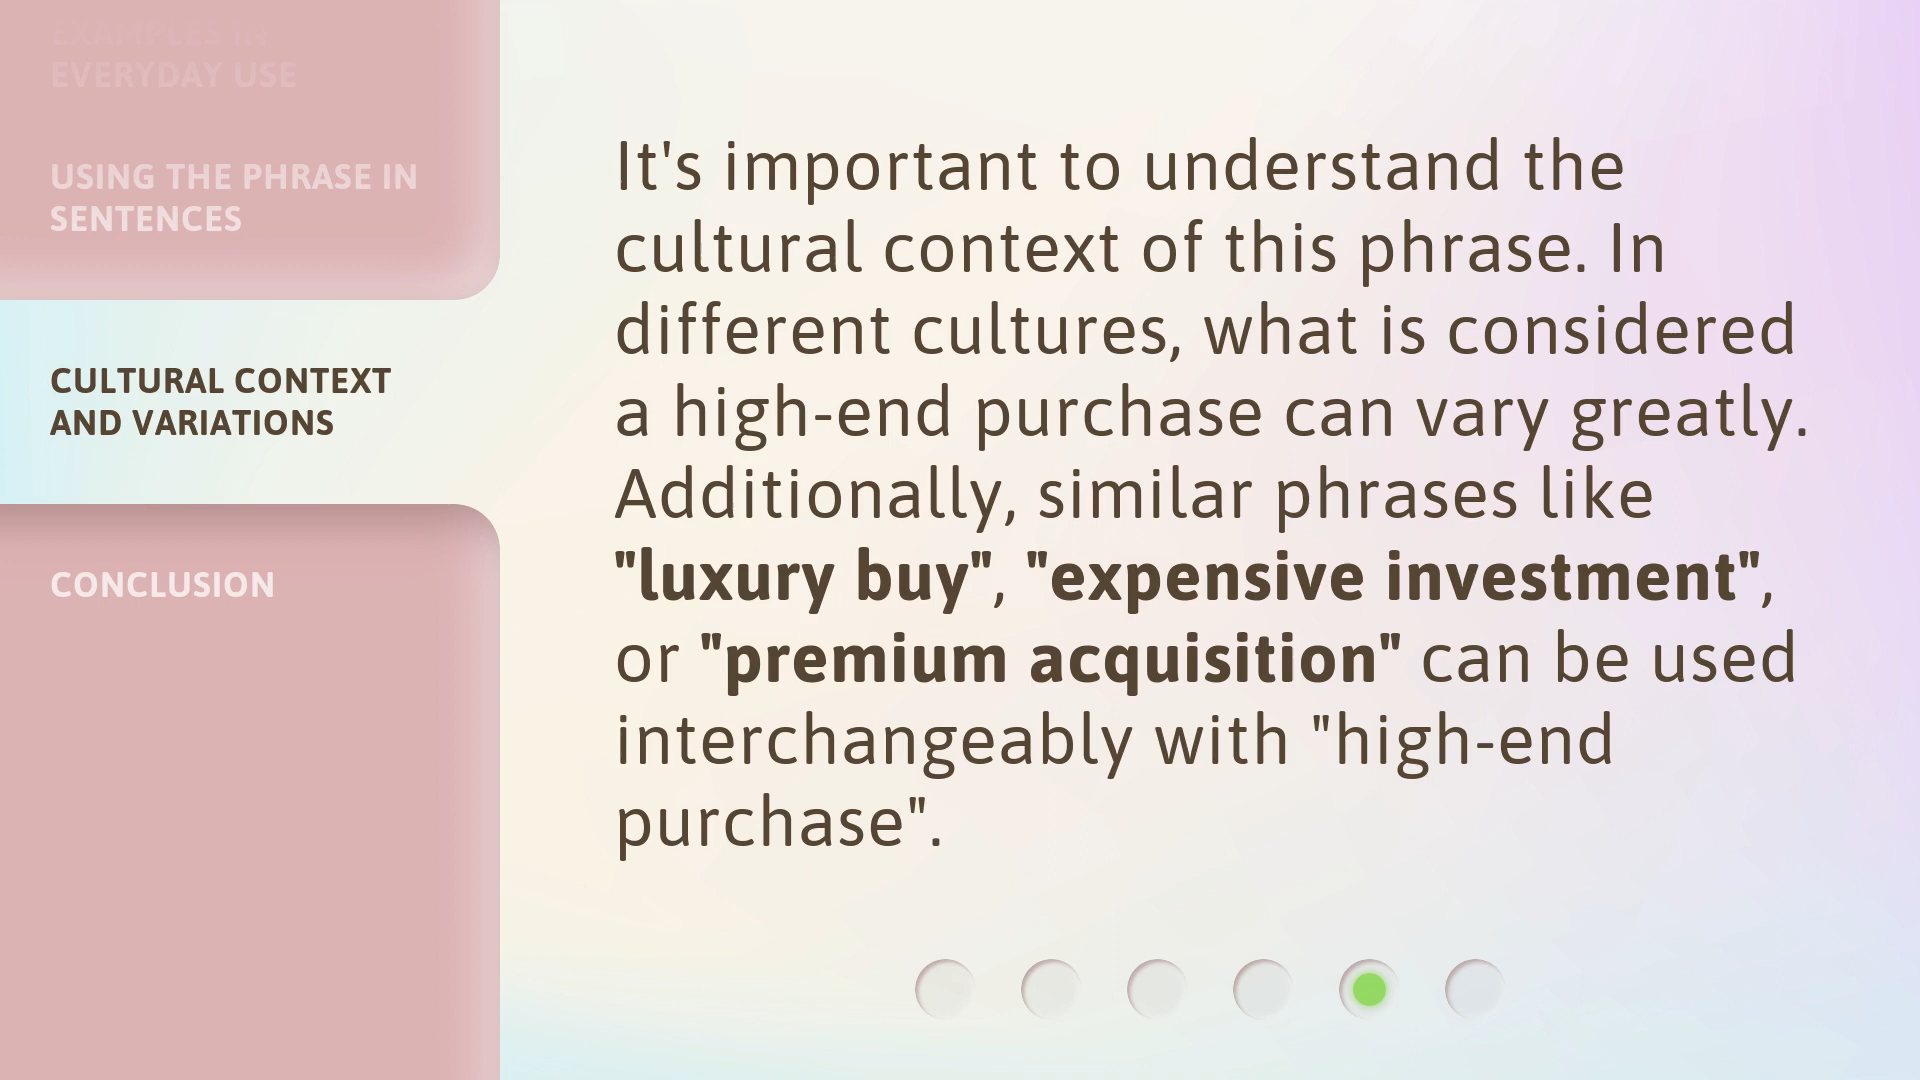 EXAMPLES IN
EVERYDAY USE
USING THE PHRASE IN
SENTENCES
CULTURAL CONTEXT
AND VARIATIONS
CONCLUSION
It's important to understand the
cultural context of this phrase. In
different cultures, what is considered
a high-end purchase can vary greatly.
Additionally, similar phrases like
"luxury buy", "expensive investment",
or "premium acquisition" can be used
interchangeably with "high-end
purchase".